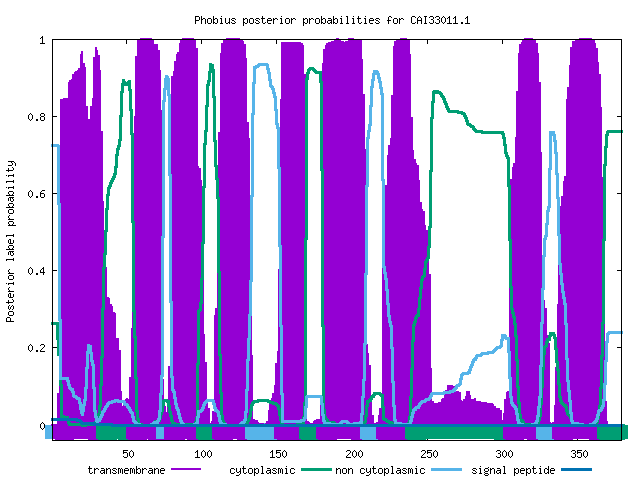 Phobius posterior probabilities for CAI33011.1
1
0.8
0.6
0.4
0.2
0
Posterior label probability
50 100 150 200 250 300 350
transmembrane cytoplasmic non cytoplasmic signal peptide